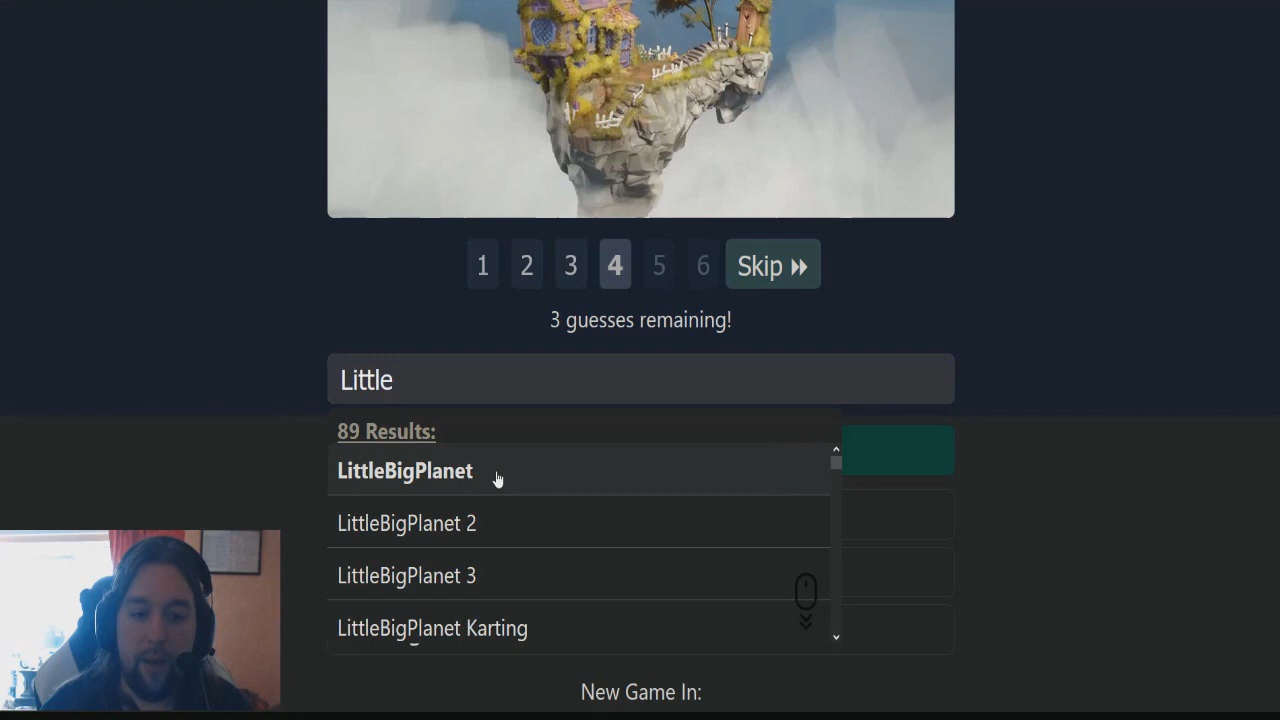 1 2 3 4 5 6 Skip
3 guesses remaining!
Little
89 Results:
LittleBigPlanet
LittleBigPlanet 2
LittleBigPlanet 3
LittleBigPlanet Karting
New Game In: